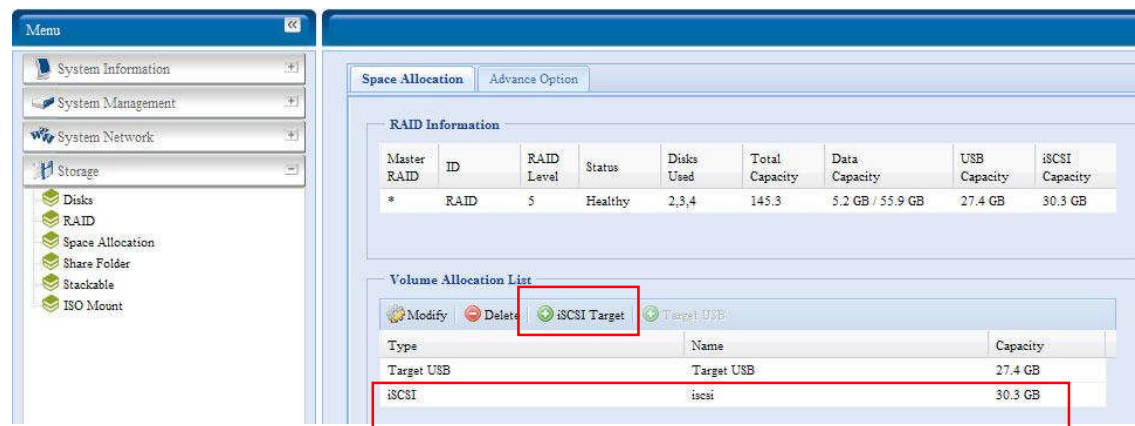 Menu
System Information
System Management
System Network
Storage
Disks
RAID
Space Allocation
Share Folder
Stackable
ISO Mount
Space Allocation Advance Option
RAID Information
Master RAID ID RAID Level Status Disks Used Total Capacity Data Capacity USB Capacity iSCSI Capacity
* RAID 5 Healthy 2,3,4 145.3 5.2 GB / 55.9 GB 27.4 GB 30.3 GB
Volume Allocation List
Modify Delete iSCSI Target Target USB
Type Name Capacity
Target USB Target USB 27.4 GB
iSCSI iscsi 30.3 GB